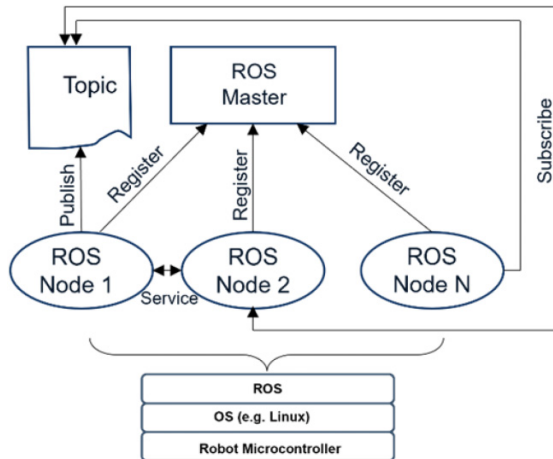 Topic
ROS
Master
Publish
Register
Register
Register
Subscribe
ROS
Node 1
Service
ROS
Node 2
ROS
Node N
ROS
OS (e.g. Linux)
Robot Microcontroller